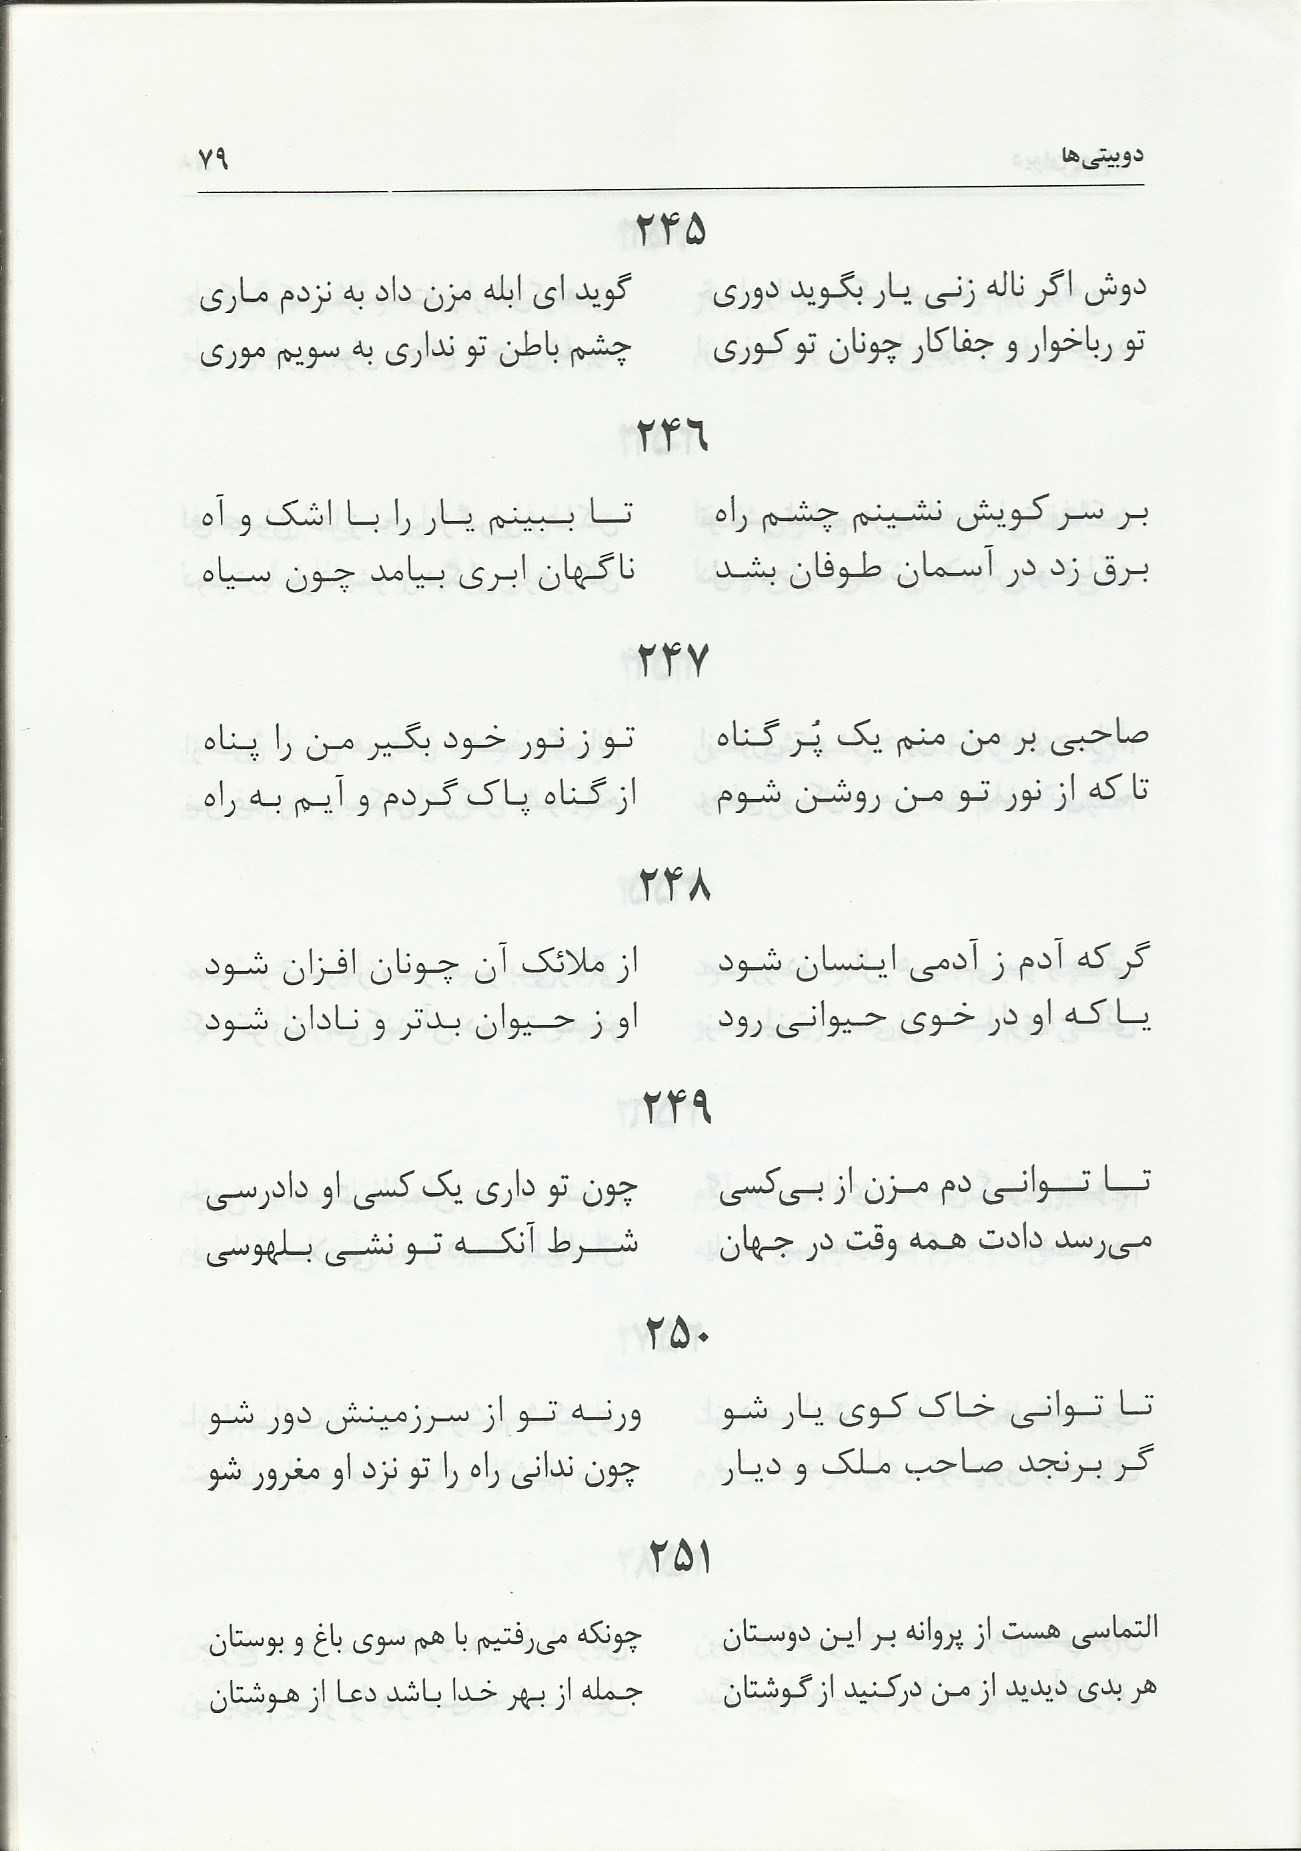 دوبیتی‌ها ۷۹
۲۴۵
دوش اگر ناله زنی یار بگوید دوری گوید ای ابله مزن داد به نزدم ماری
تو رباخوار و جفاکار چونان تو کوری چشم باطن تو نداری به سویم موری
۲۴۶
بر سر کویش نشینم چشم راه تا ببینم یار را با اشک و آه
برق زد در آسمان طوفان بشد ناگهان ابری بیامد چون سیاه
۲۴۷
صاحبی بر من منم یک پُر گناه تو ز نور خود بگیر من را پناه
تا که از نور تو من روشن شوم از گناه پاک گردم و آیم به راه
۲۴۸
گر که آدم ز آدمی اینسان شود از ملائک آن چونان افزان شود
یا که او در خوی حیوانی رود او ز حیوان بدتر و نادان شود
۲۴۹
تا توانی دم مزن از بی‌کسی چون تو داری یک کسی او دادرسی
می‌رسد دادت همه وقت در جهان شرط آنکه تو نشی بلهوسی
۲۵۰
تا توانی خاک کوی یار شو ورنه تو از سرزمینش دور شو
گر برنجد صاحب ملک و دیار چون ندانی راه را تو نزد او مغرور شو
۲۵۱
التماسی هست از پروانه بر این دوستان چونکه می‌رفتیم با هم سوی باغ و بوستان
هر بدی دیدید از من درکنید از گوشتان جمله از بهر خدا باشد دعا از هوشتان